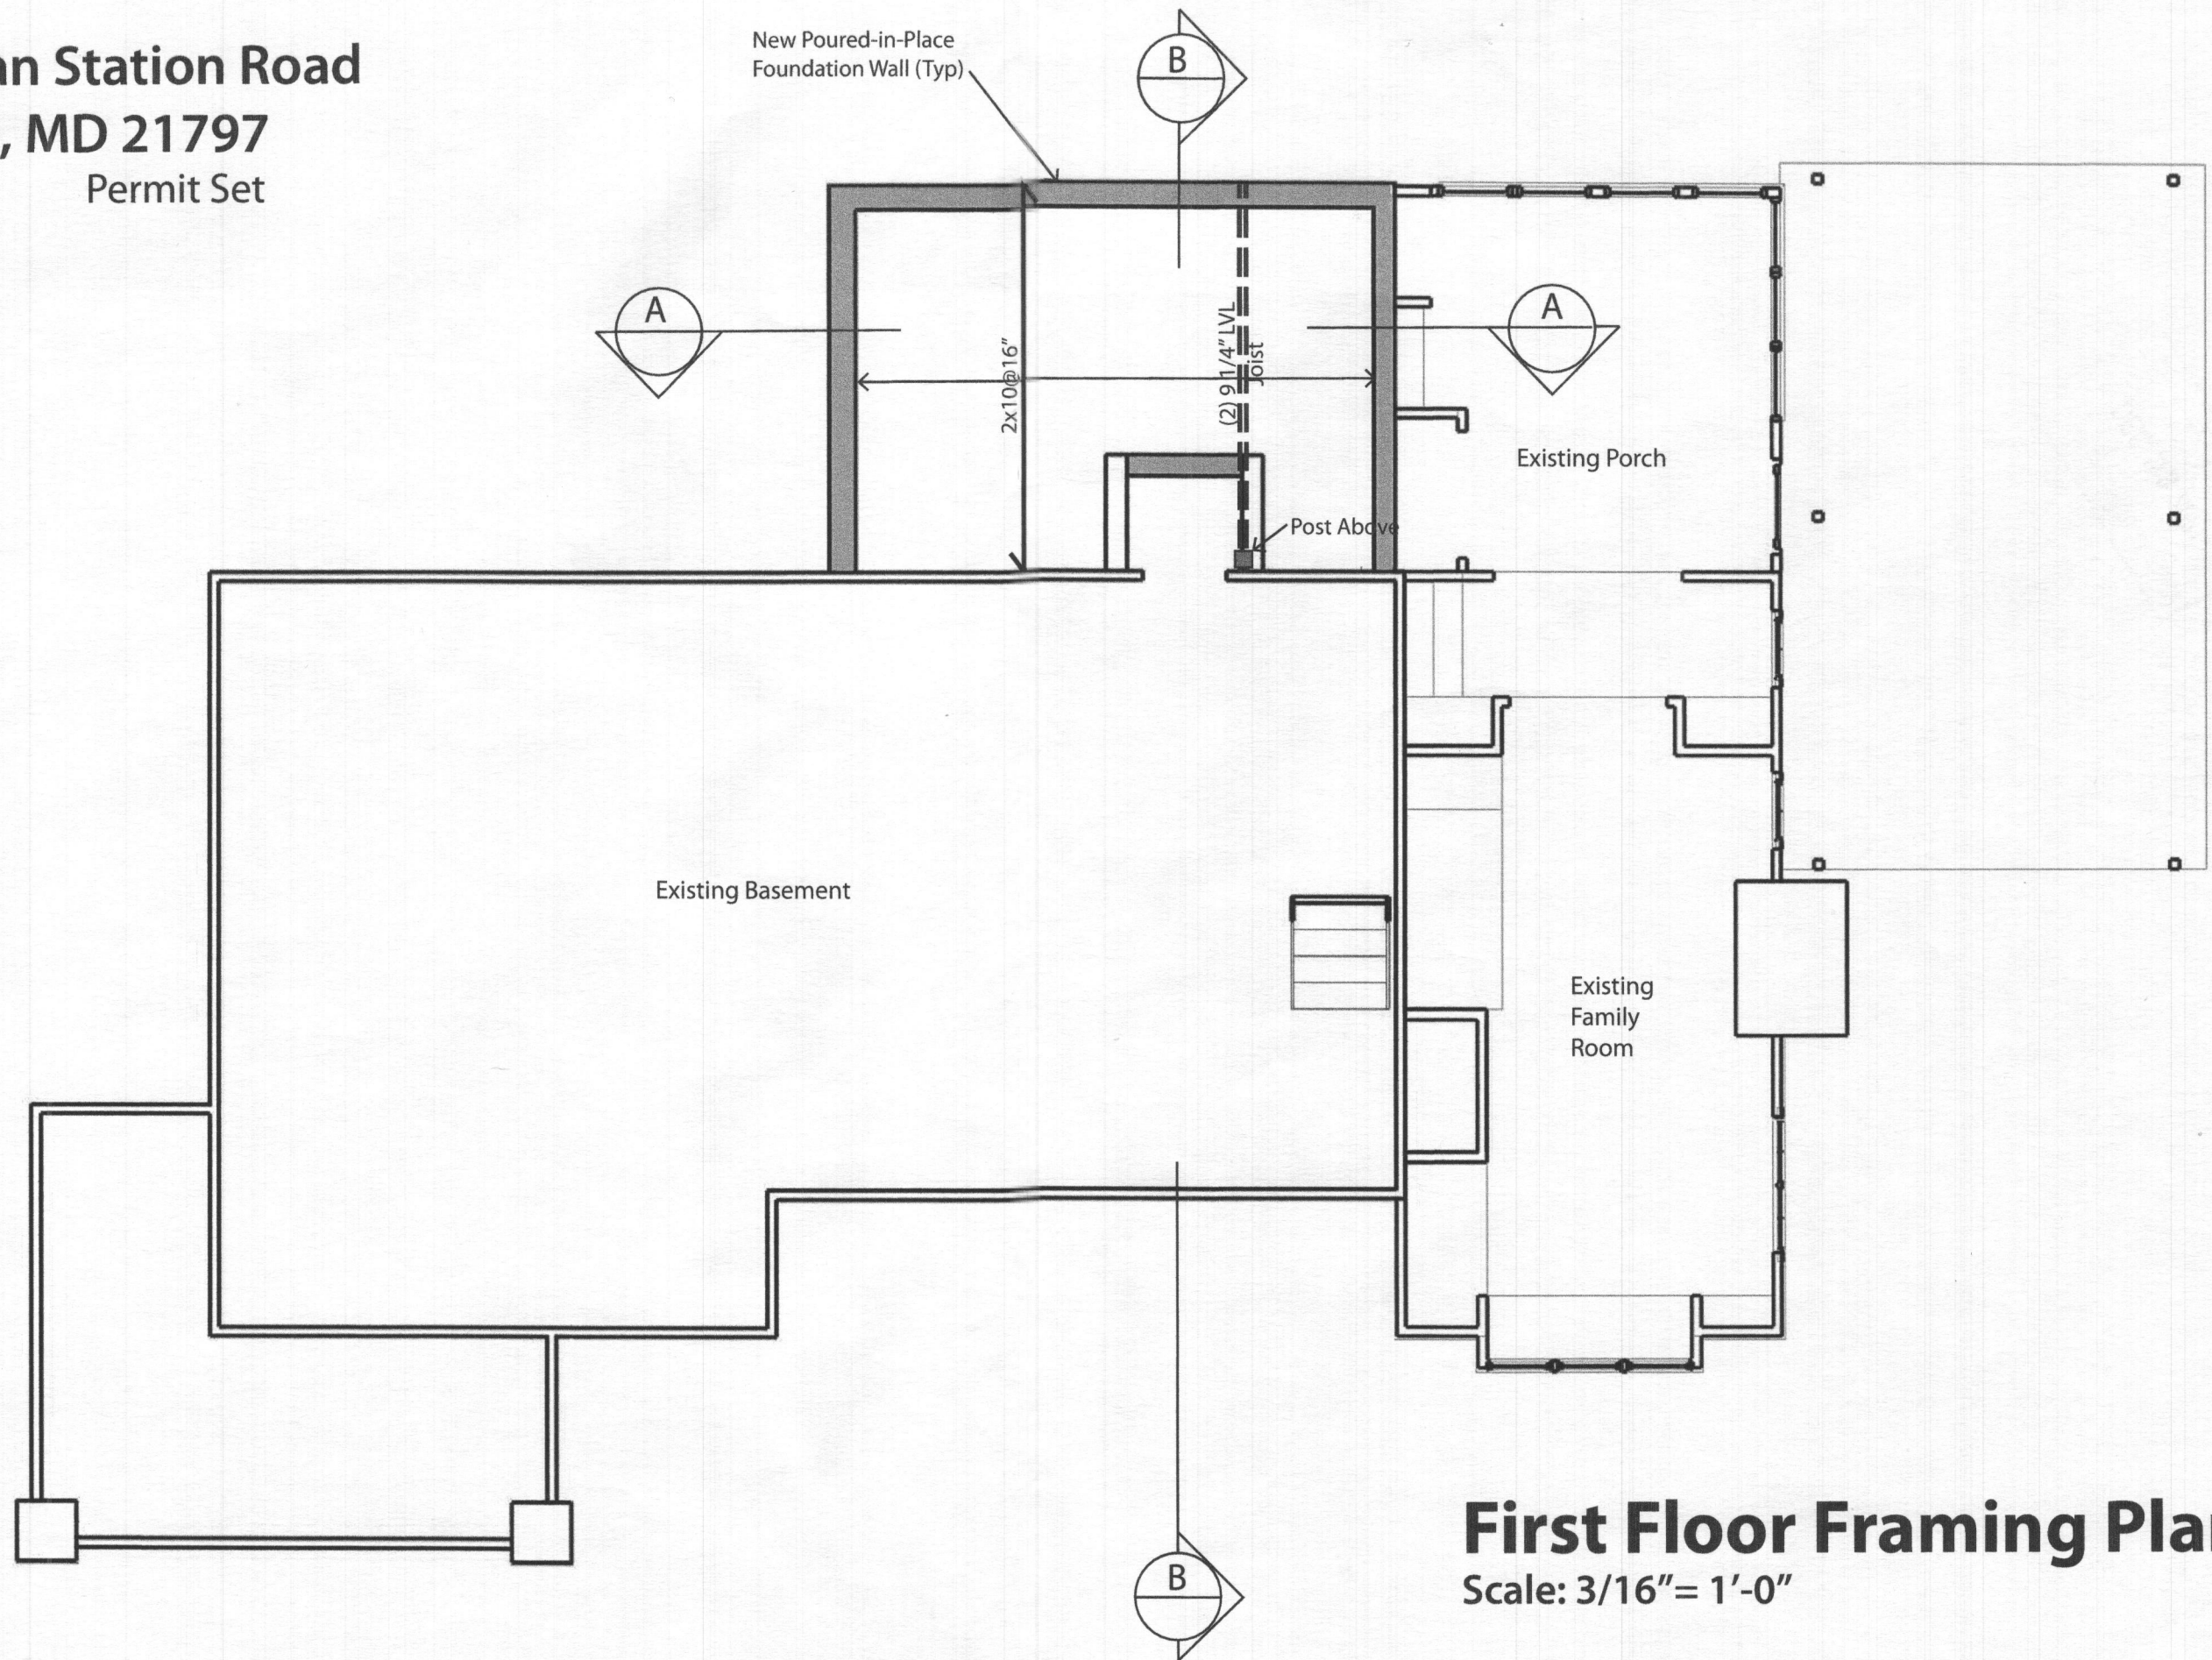 an Station Road
, MD 21797
Permit Set
New Poured-in-Place
Foundation Wall (Typ)
B
A
A
2x10@16”
(2) 9 1/4” LVL
Joist
Existing Porch
Post Above
Existing Basement
Existing
Family
Room
B
First Floor Framing Pla
Scale: 3/16”= 1’-0”